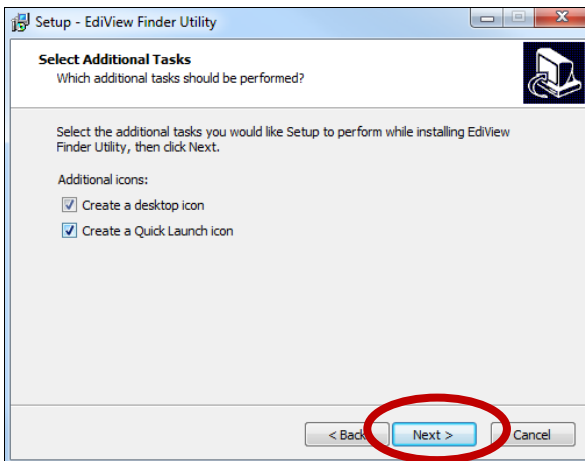 Setup - EdiView Finder Utility
Select Additional Tasks
Which additional tasks should be performed?
Select the additional tasks you would like Setup to perform while installing EdiView
Finder Utility, then click Next.
Additional icons:
Create a desktop icon
Create a Quick Launch icon
< Back Next > Cancel